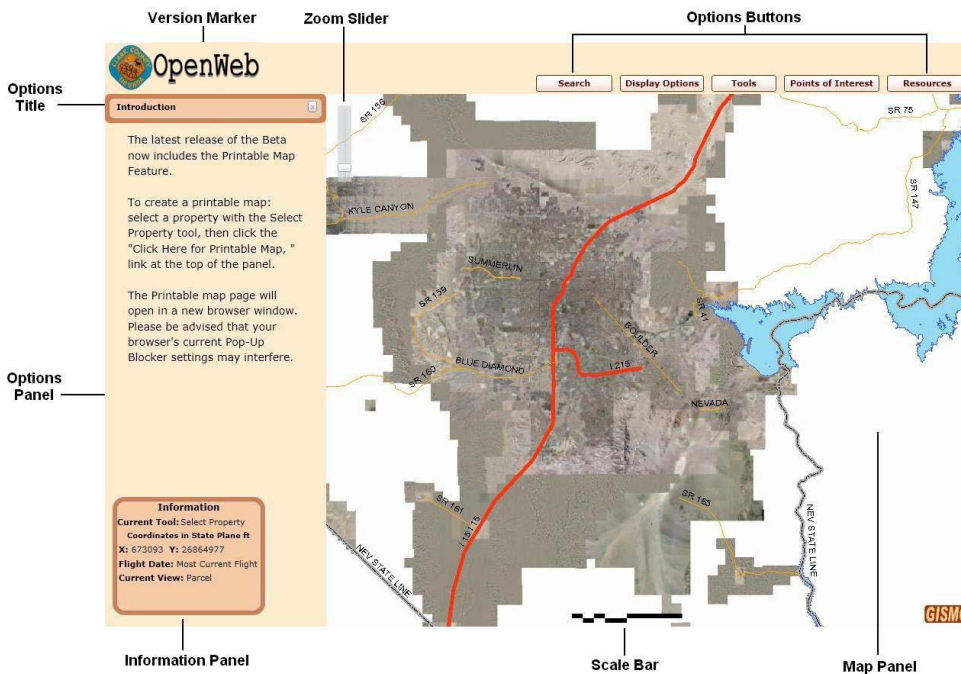 Version Marker
Zoom Slider
Options Buttons
CLARK COUNTY
NEVADA
OpenWeb
Search
Display Options
Tools
Points of Interest
Resources
Options
Title
Introduction
The latest release of the Beta
now includes the Printable Map
Feature.
To create a printable map:
select a property with the Select
Property tool, then click the
"Click Here for Printable Map, "
link at the top of the panel.
The Printable map page will
open in a new browser window.
Please be advised that your
browser's current Pop-Up
Blocker settings may interfere.
Options
Panel
SR 156
SR 75
SR 147
KYLE CANYON
SUMMERLIN
SR 159
SR 41
BOULDER
BLUE DIAMOND
I 215
SR 160
NEVADA
SR 161
SR 165
I 15 I 15
NEV STATE LINE
NEV STATE LINE
Information
Current Tool: Select Property
Coordinates in State Plane ft
X: 673093 Y: 26864977
Flight Date: Most Current Flight
Current View: Parcel
GISMO
Information Panel
Scale Bar
Map Panel